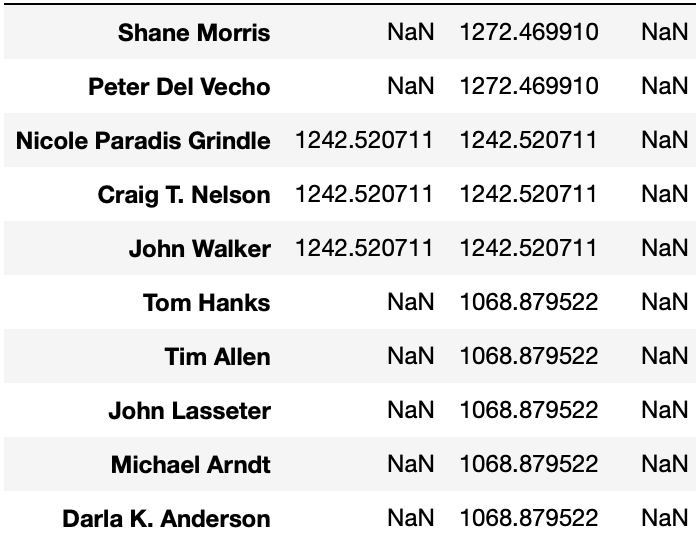 Shane Morris NaN 1272.469910 NaN
Peter Del Vecho NaN 1272.469910 NaN
Nicole Paradis Grindle 1242.520711 1242.520711 NaN
Craig T. Nelson 1242.520711 1242.520711 NaN
John Walker 1242.520711 1242.520711 NaN
Tom Hanks NaN 1068.879522 NaN
Tim Allen NaN 1068.879522 NaN
John Lasseter NaN 1068.879522 NaN
Michael Arndt NaN 1068.879522 NaN
Darla K. Anderson NaN 1068.879522 NaN